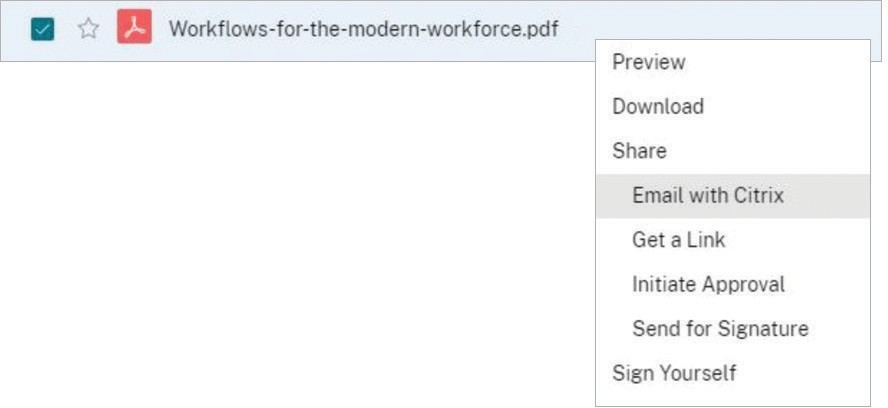 Workflows-for-the-modern-workforce.pdf
Preview
Download
Share
Email with Citrix
Get a Link
Initiate Approval
Send for Signature
Sign Yourself